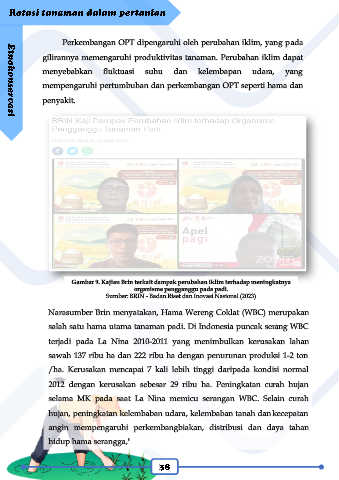 Rotasi tanaman dalam pertanian
Etnokonservasi
Perkembangan OPT dipengaruhi oleh perubahan iklim, yang pada
gilirannya memengaruhi produktivitas tanaman. Perubahan iklim dapat
menyebabkan fluktuasi suhu dan kelembapan udara, yang
mempengaruhi pertumbuhan dan perkembangan OPT seperti hama dan
penyakit.
BRIN Kaji Dampak Perubahan Iklim terhadap Organisme
Pengganggu Tanaman Padi
Apel
pagi
zoom
Gambar 9. Kajian Brin terkait dampak perubahan iklim terhadap meningkatnya
organisme pengganggu pada padi.
Sumber: BRIN - Badan Riset dan Inovasi Nasional (2023)
Narasumber Brin menyatakan, Hama Wereng Coklat (WBC) merupakan
salah satu hama utama tanaman padi. Di Indonesia puncak serang WBC
terjadi pada La Nina 2010-2011 yang menimbulkan kerusakan lahan
sawah 137 ribu ha dan 222 ribu ha dengan penurunan produksi 1-2 ton
/ha. Kerusakan mencapai 7 kali lebih tinggi daripada kondisi normal
2012 dengan kerusakan sebesar 29 ribu ha. Peningkatan curah hujan
selama MK pada saat La Nina memicu serangan WBC. Selain curah
hujan, peningkatan kelembaban udara, kelembaban tanah dan kecepatan
angin mempengaruhi perkembangbiakan, distribusi dan daya tahan
hidup hama serangga,"
38